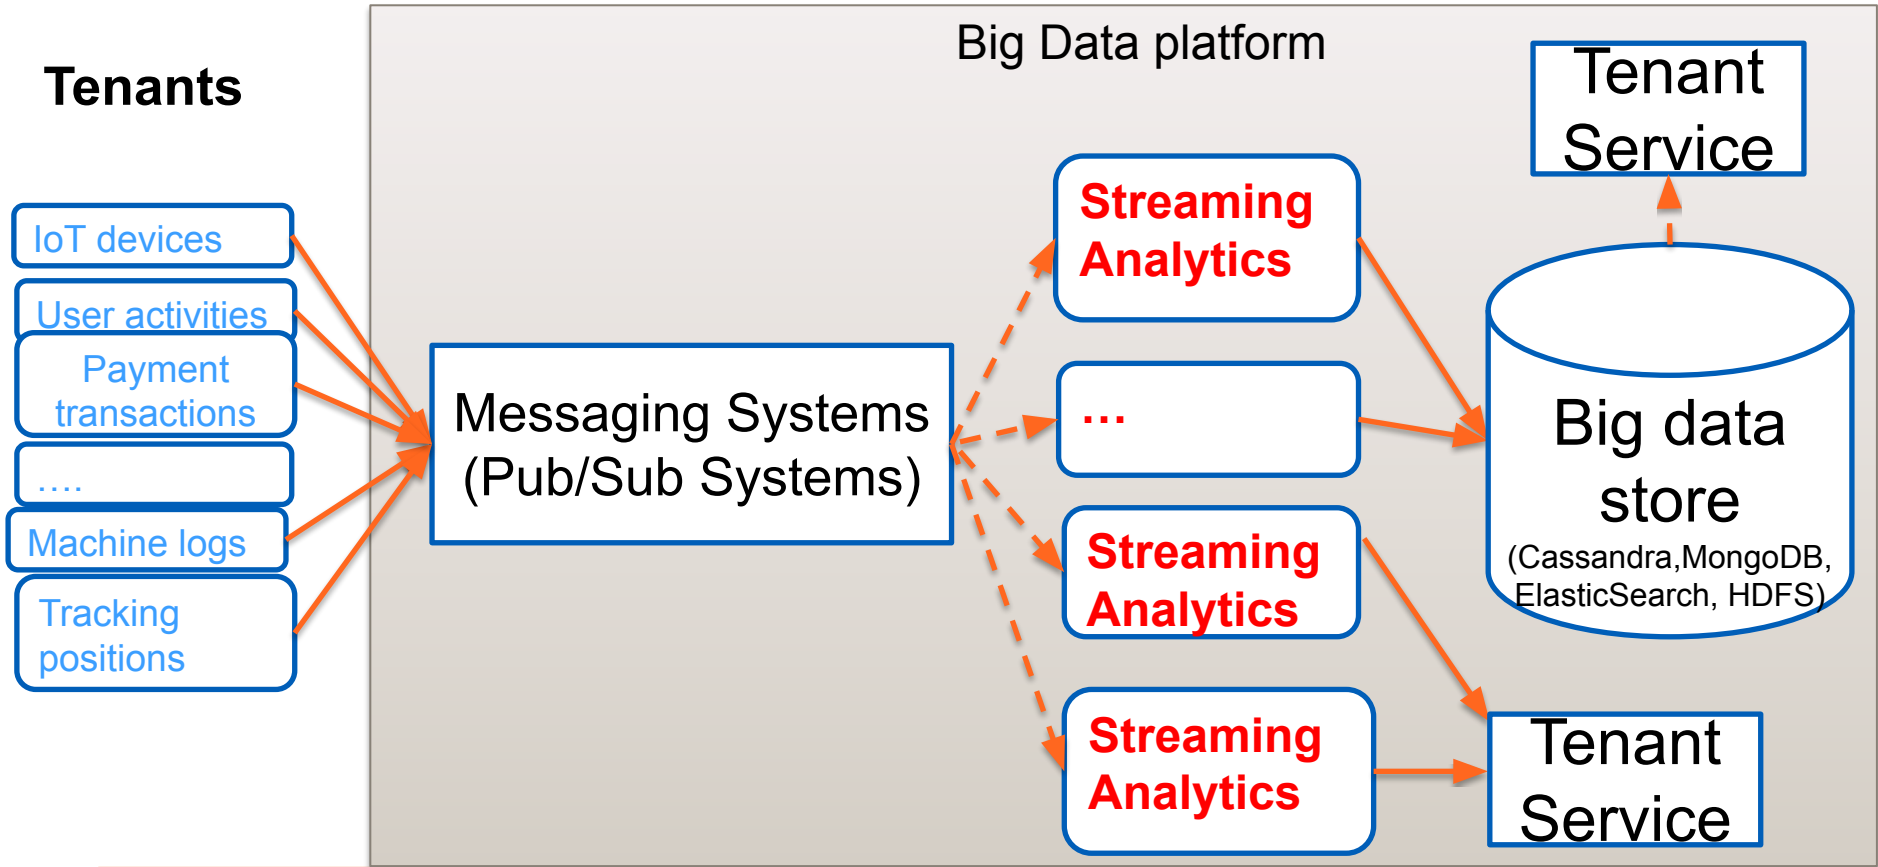 Big Data platform
Tenants
IoT devices
User activities
Payment
transactions
....
Machine logs
Tracking
positions
Messaging Systems
(Pub/Sub Systems)
Streaming
Analytics
...
Streaming
Analytics
Streaming
Analytics
Tenant
Service
Big data
store
(Cassandra,MongoDB,
ElasticSearch, HDFS)
Tenant
Service